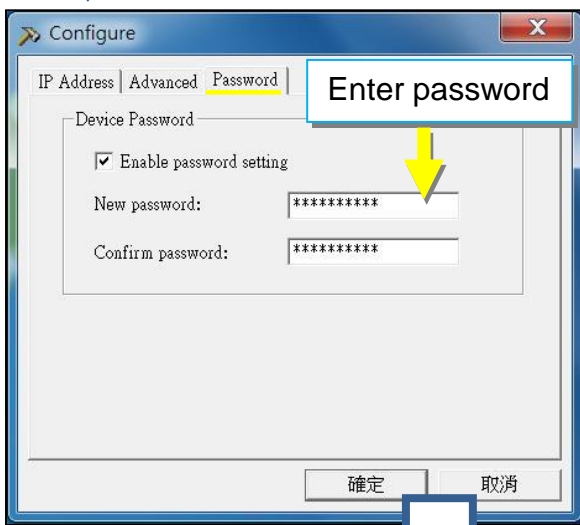 Configure
IP Address Advanced Password
Enter password
Device Password
Enable password setting
New password: **********
Confirm password: **********
確定 取消